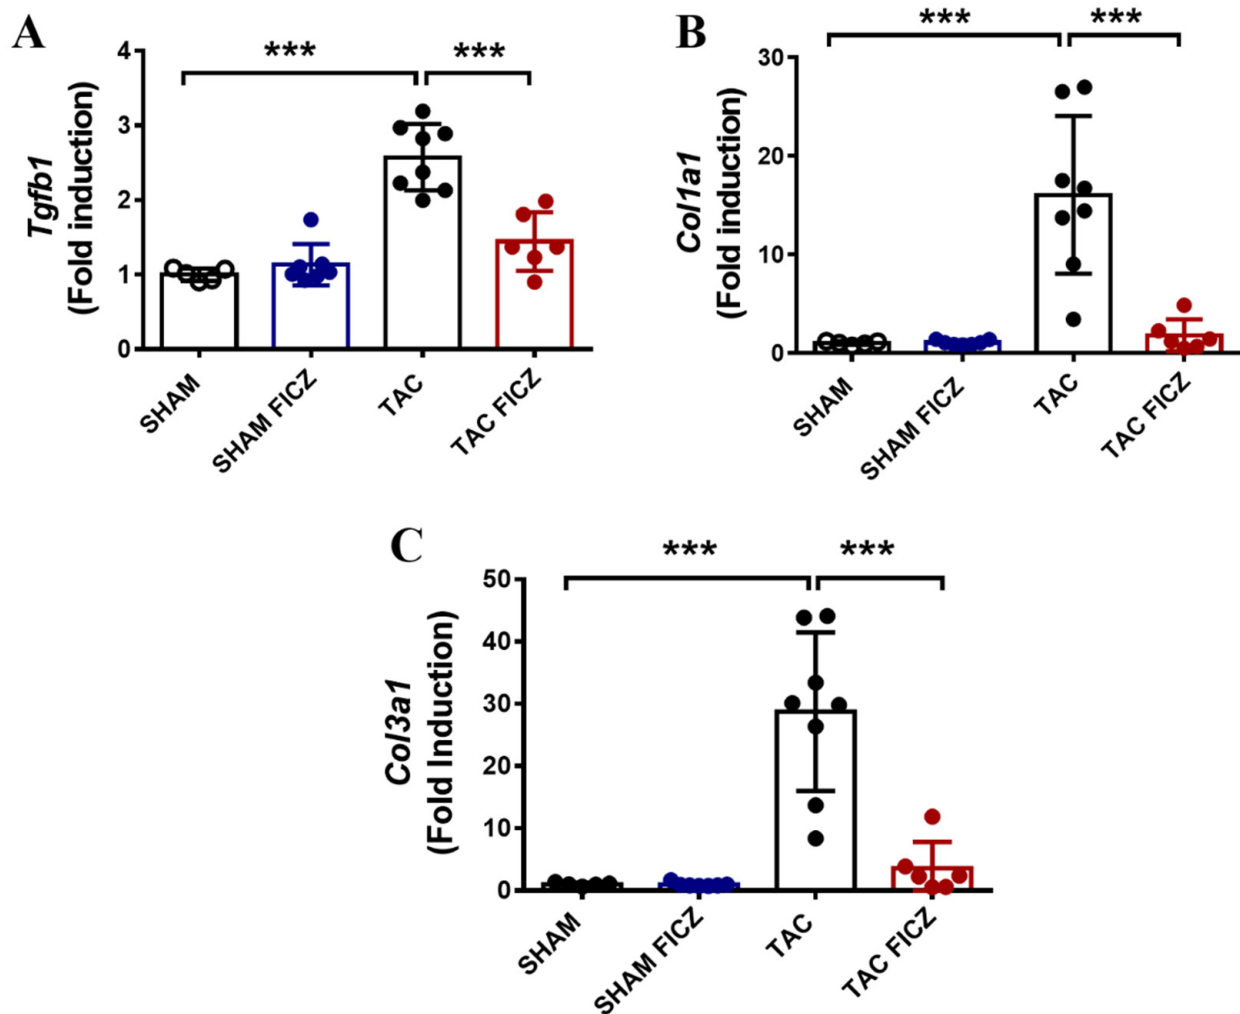 A
Tgfb1
(Fold induction)
4
3
2
1
0
***
***
SHAM
SHAM FICZ
TAC
TAC FICZ
B
Col1a1
(Fold induction)
30
20
10
0
***
***
SHAM
SHAM FICZ
TAC
TAC FICZ
C
Col3a1
(Fold Induction)
50
40
30
20
10
0
***
***
SHAM
SHAM FICZ
TAC
TAC FICZ